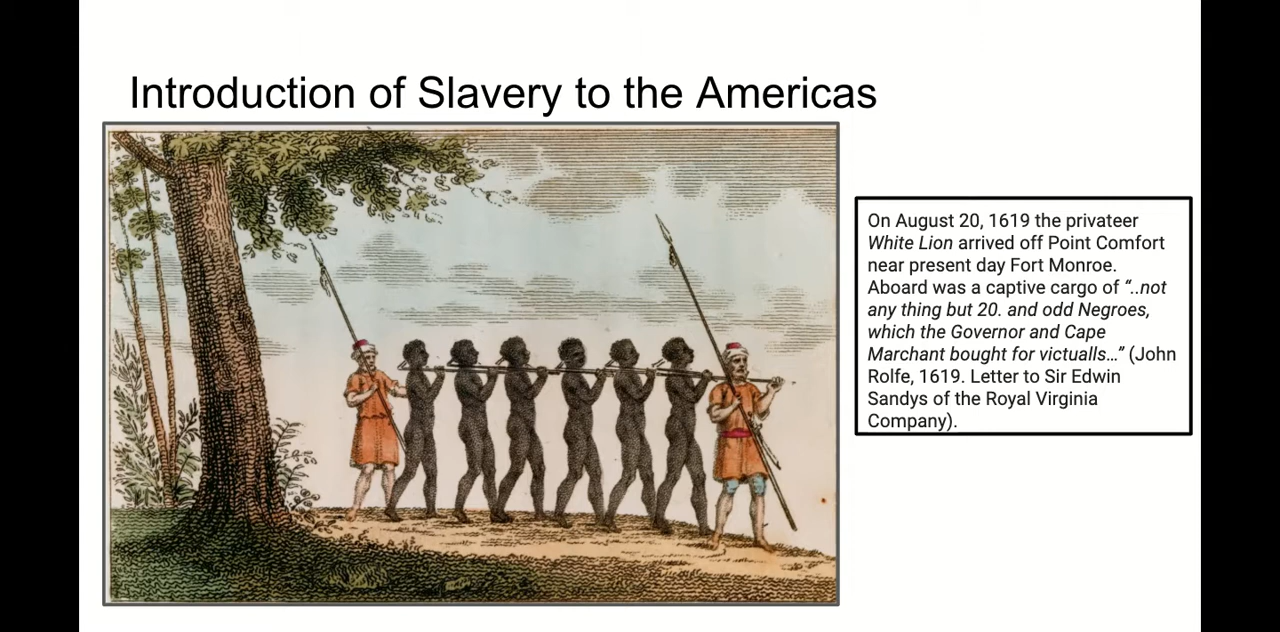 Introduction of Slavery to the Americas
On August 20, 1619 the privateer
White Lion arrived off Point Comfort
near present day Fort Monroe.
Aboard was a captive cargo of “..not
any thing but 20. and odd Negroes,
which the Governor and Cape
Marchant bought for victualls…” (John
Rolfe, 1619. Letter to Sir Edwin
Sandys of the Royal Virginia
Company).